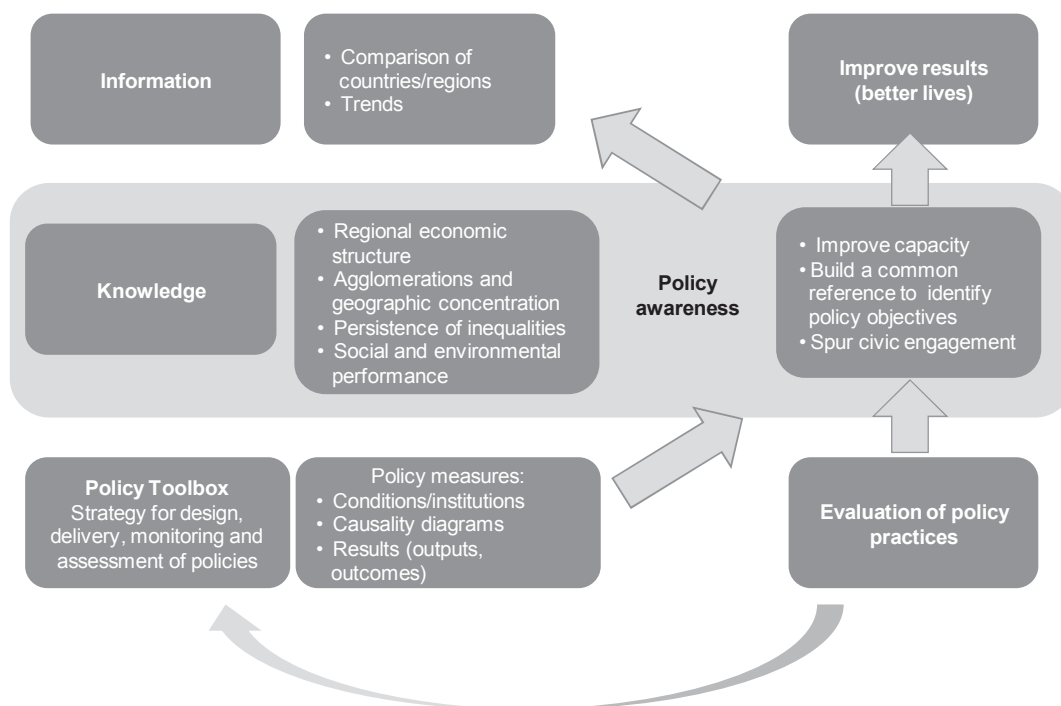 Information
• Comparison of
countries/regions
• Trends
Improve results
(better lives)
Knowledge
• Regional economic
structure
• Agglomerations and
geographic concentration
• Persistence of inequalities
• Social and environmental
performance
Policy
awareness
• Improve capacity
• Build a common
reference to identify
policy objectives
• Spur civic engagement
Policy Toolbox
Strategy for design,
delivery, monitoring and
assessment of policies
Policy measures:
• Conditions/institutions
• Causality diagrams
• Results (outputs,
outcomes)
Evaluation of policy
practices